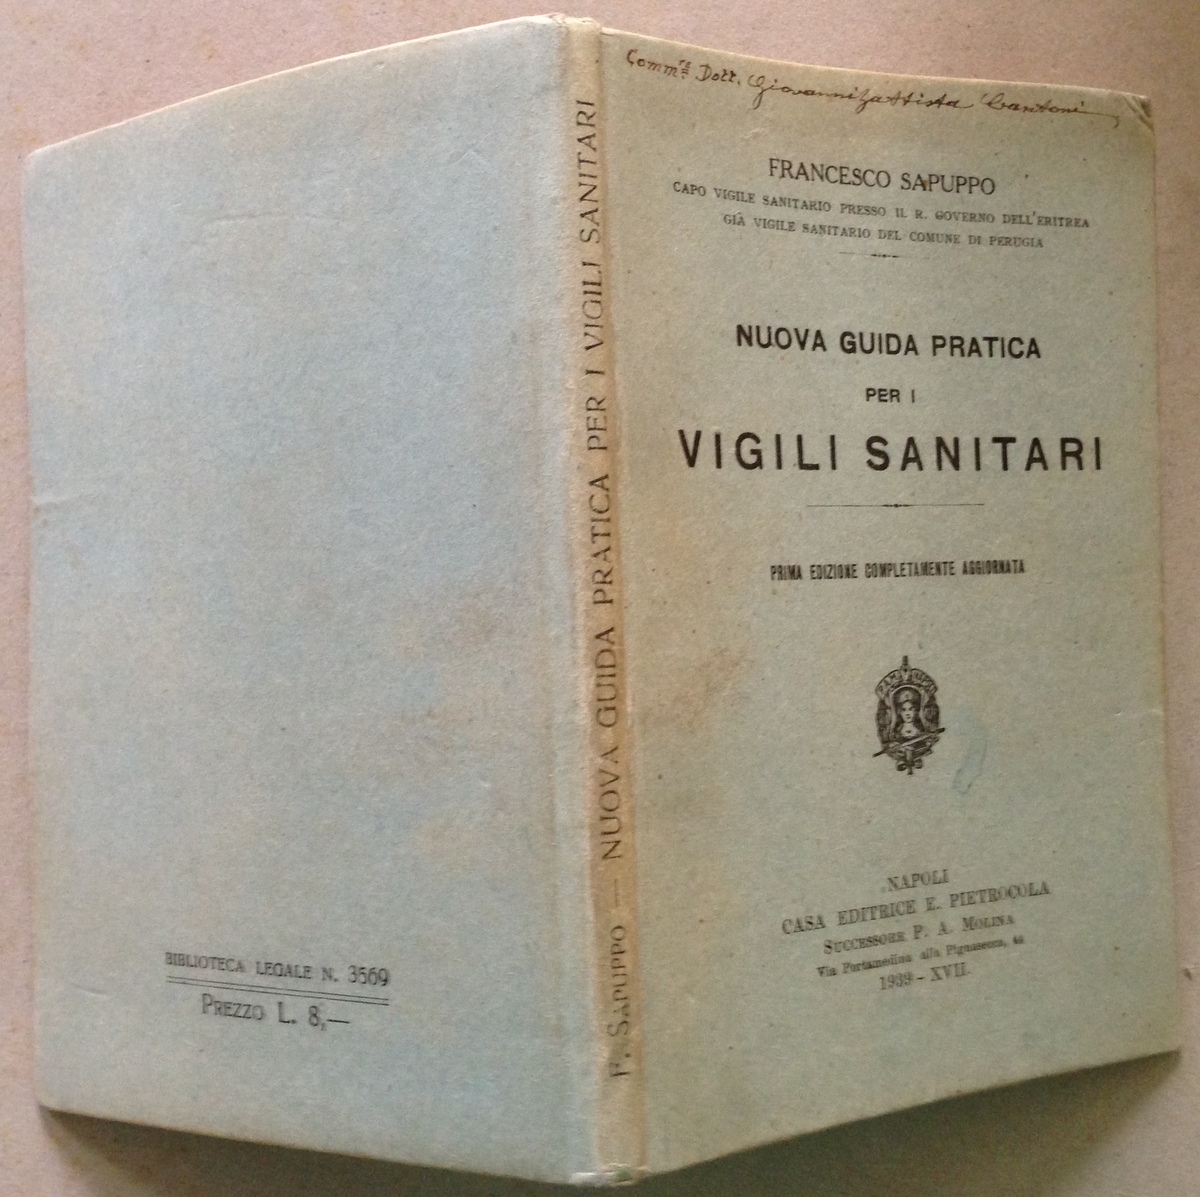 Comm.re Dott. Giovanni Battista Cantoni
FRANCESCO SAPUPPO
CAPO VIGILE SANITARIO PRESSO IL R. GOVERNO DELL'ERITREA
GIÀ VIGILE SANITARIO DEL COMUNE DI PERUGIA
NUOVA GUIDA PRATICA
PER I
VIGILI SANITARI
PRIMA EDIZIONE COMPLETAMENTE AGGIORNATA
NAPOLI
CASA EDITRICE E. PIETROCOLA
SUCCESSORE P. A. MOLINA
Via Portamedina alla Pignasecca, 44
1939 - XVII
F. SAPUPPO — NUOVA GUIDA PRATICA PER I VIGILI SANITARI
BIBLIOTECA LEGALE N. 3569
PREZZO L. 8,—